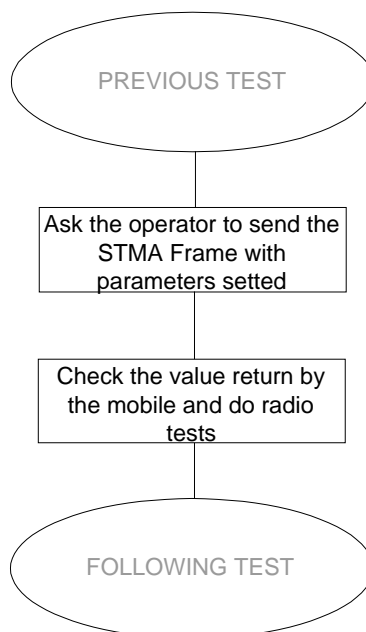 PREVIOUS TEST
Ask the operator to send the
STMA Frame with
parameters setted
Check the value return by
the mobile and do radio
tests
FOLLOWING TEST